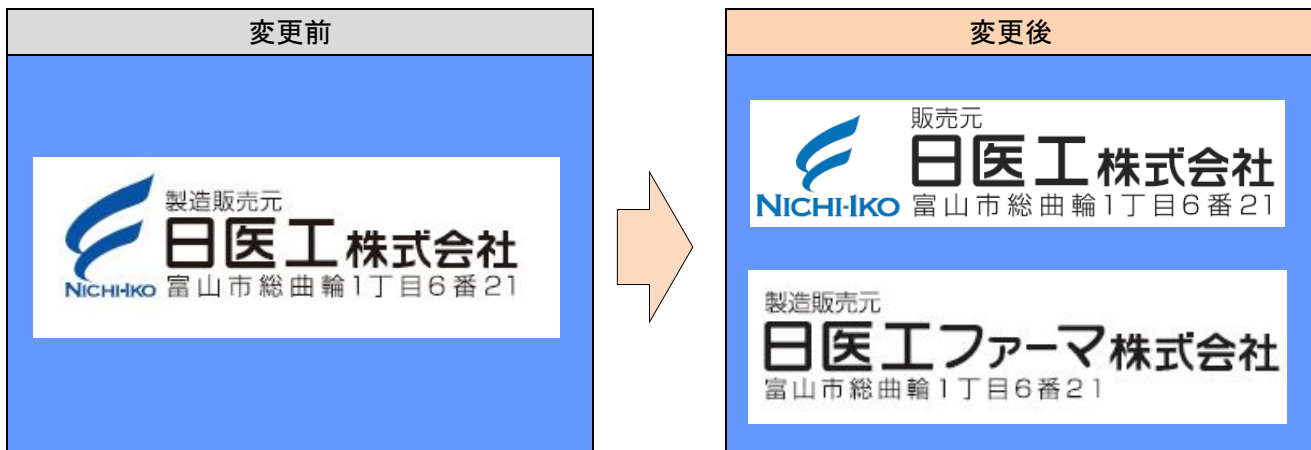 変更前
製造販売元
日医工株式会社
NICHI-IKO
富山市総曲輪1丁目6番21
変更後
販売元
日医工株式会社
NICHI-IKO
富山市総曲輪1丁目6番21
製造販売元
日医工ファーマ株式会社
富山市総曲輪1丁目6番21